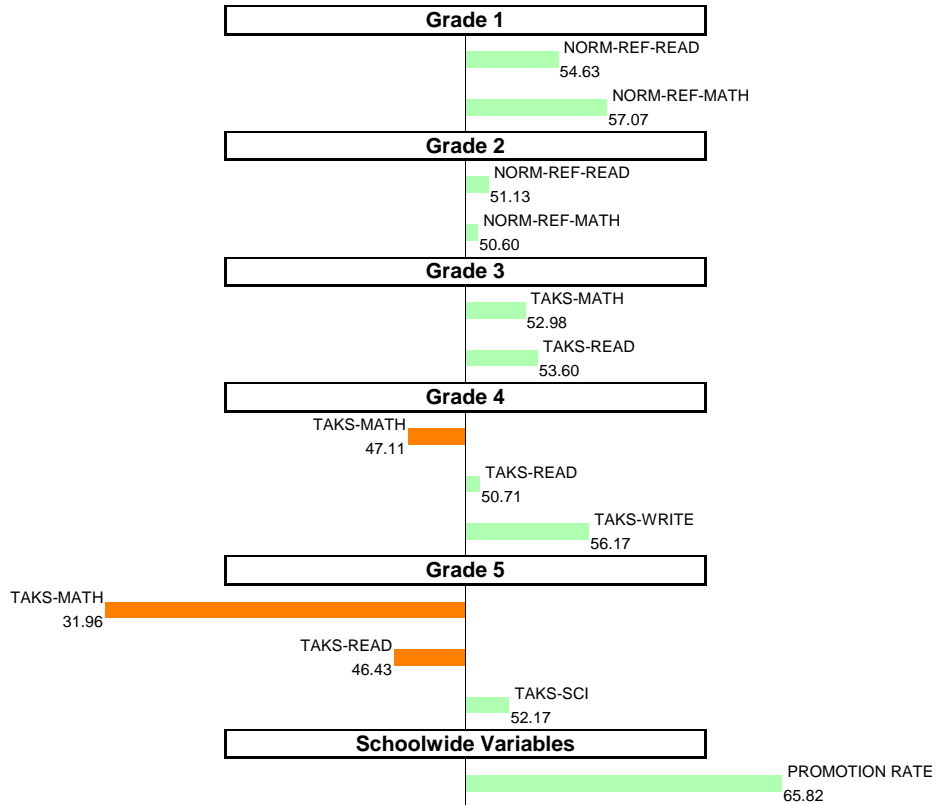 Grade 1
NORM-REF-READ
54.63
NORM-REF-MATH
57.07
Grade 2
NORM-REF-READ
51.13
NORM-REF-MATH
50.60
Grade 3
TAKS-MATH
52.98
TAKS-READ
53.60
Grade 4
TAKS-MATH
47.11
TAKS-READ
50.71
TAKS-WRITE
56.17
Grade 5
TAKS-MATH
31.96
TAKS-READ
46.43
TAKS-SCI
52.17
Schoolwide Variables
PROMOTION RATE
65.82